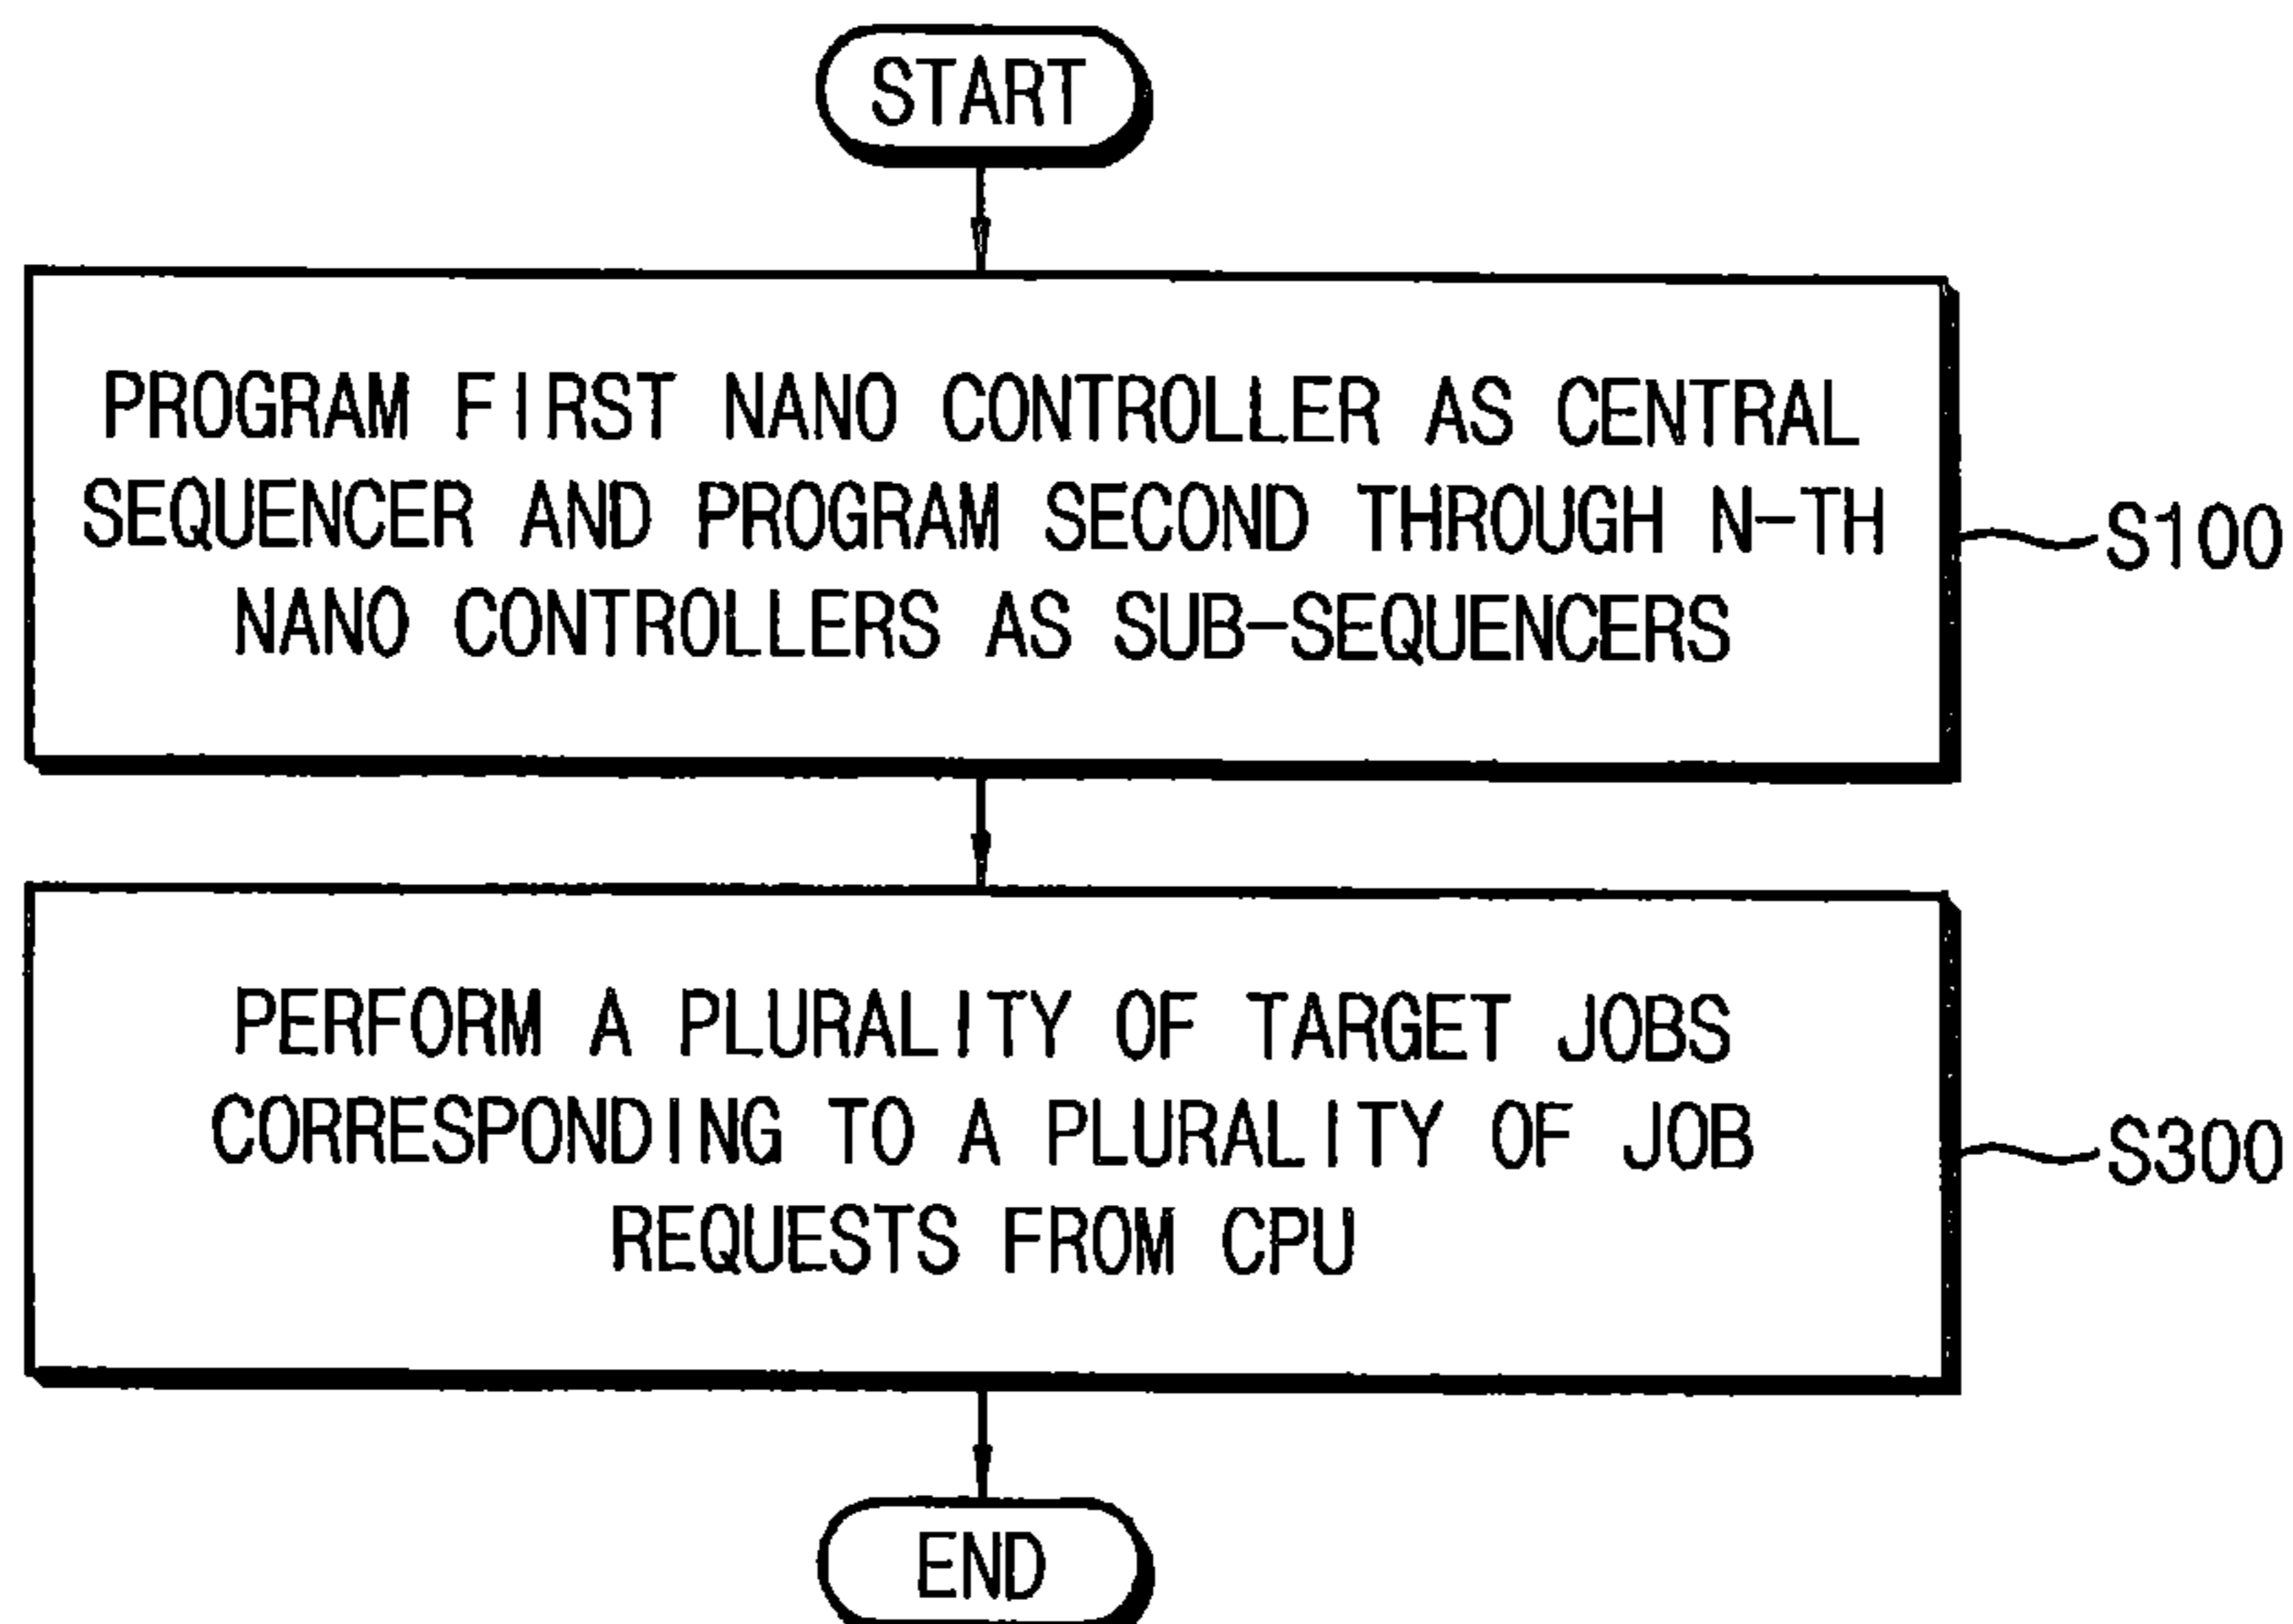 START
PROGRAM FIRST NANO CONTROLLER AS CENTRAL
SEQUENCER AND PROGRAM SECOND THROUGH N-TH
NANO CONTROLLERS AS SUB-SEQUENCERS
S100
PERFORM A PLURALITY OF TARGET JOBS
CORRESPONDING TO A PLURALITY OF JOB
REQUESTS FROM CPU
S300
END